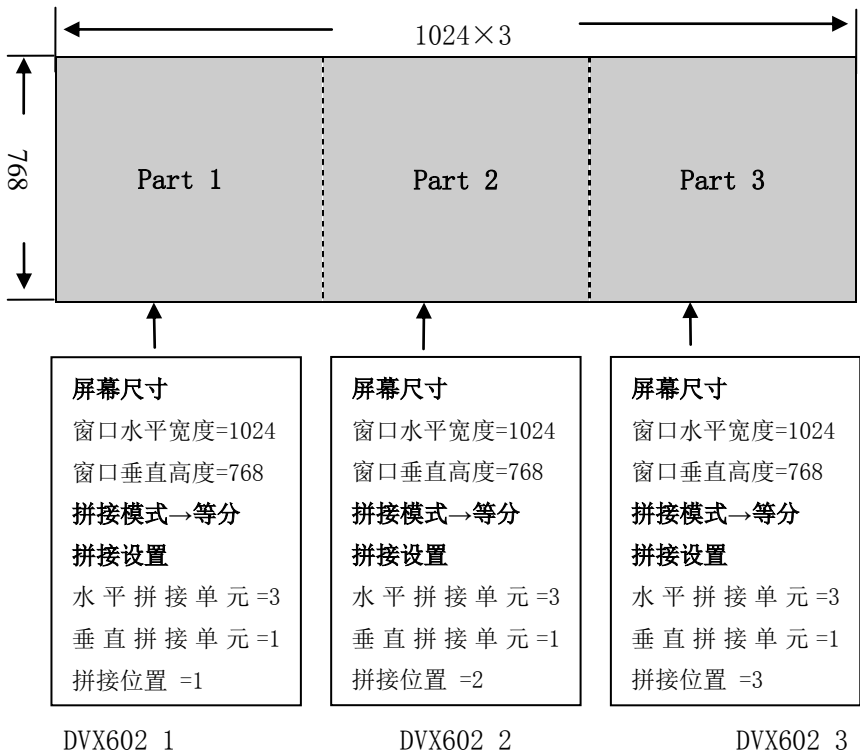 1024×3
768
Part 1
Part 2
Part 3
屏幕尺寸
窗口水平宽度=1024
窗口垂直高度=768
拼接模式→等分
拼接设置
水平拼接单元=3
垂直拼接单元=1
拼接位置 =1
屏幕尺寸
窗口水平宽度=1024
窗口垂直高度=768
拼接模式→等分
拼接设置
水平拼接单元=3
垂直拼接单元=1
拼接位置 =2
屏幕尺寸
窗口水平宽度=1024
窗口垂直高度=768
拼接模式→等分
拼接设置
水平拼接单元=3
垂直拼接单元=1
拼接位置 =3
DVX602 1
DVX602 2
DVX602 3